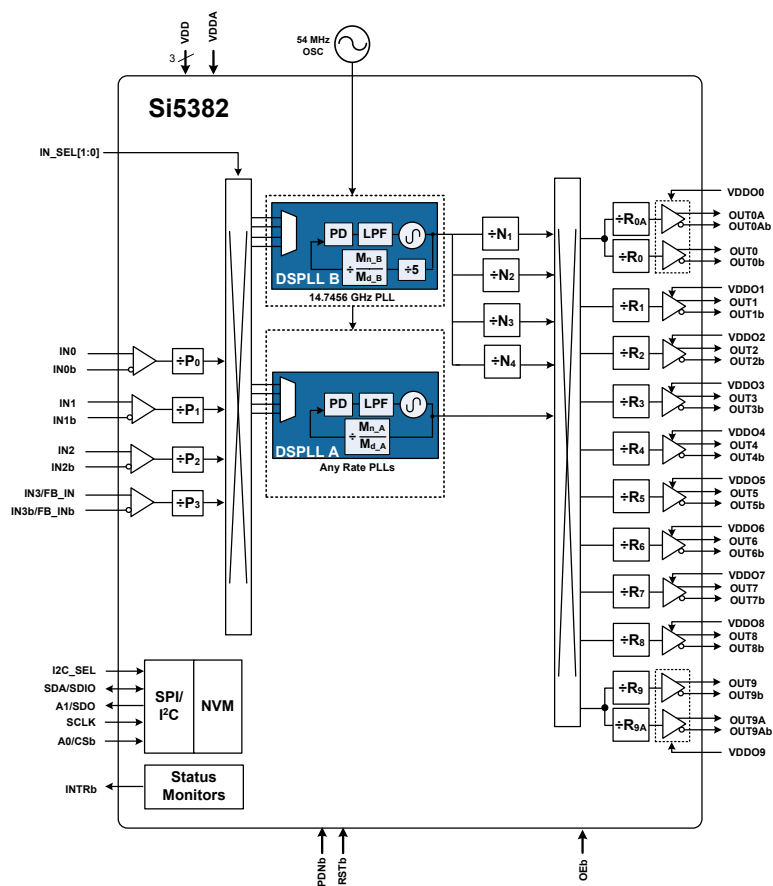 VDD
VDDA
3
54 MHz
OSC
Si5382
IN_SEL[1:0]
PD
LPF
÷
Mn_B
Md_B
÷5
DSPLL B
14.7456 GHz PLL
PD
LPF
÷
Mn_A
Md_A
DSPLL A
Any Rate PLLs
÷N1
÷N2
÷N3
÷N4
IN0
IN0b
÷P0
IN1
IN1b
÷P1
IN2
IN2b
÷P2
IN3/FB_IN
IN3b/FB_INb
÷P3
÷R0A
÷R0
÷R1
÷R2
÷R3
÷R4
÷R5
÷R6
÷R7
÷R8
÷R9
÷R9A
VDDO0
OUT0A
OUT0Ab
OUT0
OUT0b
VDDO1
OUT1
OUT1b
VDDO2
OUT2
OUT2b
VDDO3
OUT3
OUT3b
VDDO4
OUT4
OUT4b
VDDO5
OUT5
OUT5b
VDDO6
OUT6
OUT6b
VDDO7
OUT7
OUT7b
VDDO8
OUT8
OUT8b
OUT9
OUT9b
OUT9A
OUT9Ab
VDDO9
I2C_SEL
SDA/SDIO
A1/SDO
SCLK
A0/CSb
SPI/
I²C
NVM
INTRb
Status
Monitors
PDNb
RSTb
OEb